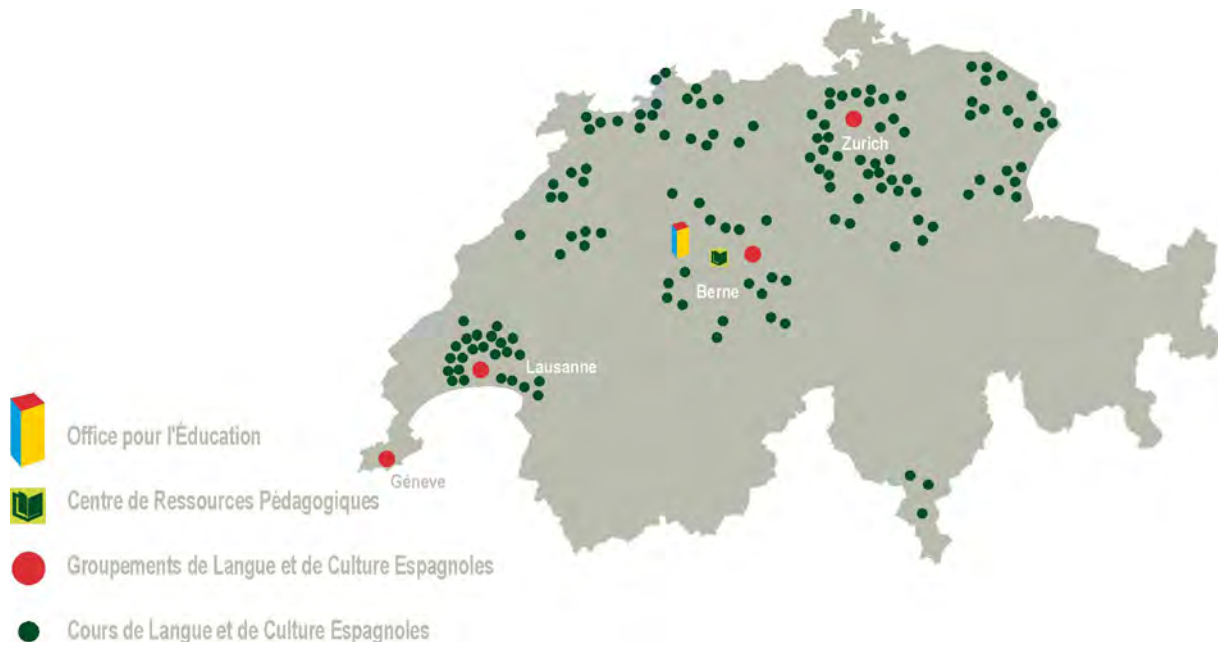 Zurich
Berne
Lausanne
Office pour l'Éducation
Géneve
Centre de Ressources Pédagogiques
Groupements de Langue et de Culture Espagnoles
Cours de Langue et de Culture Espagnoles